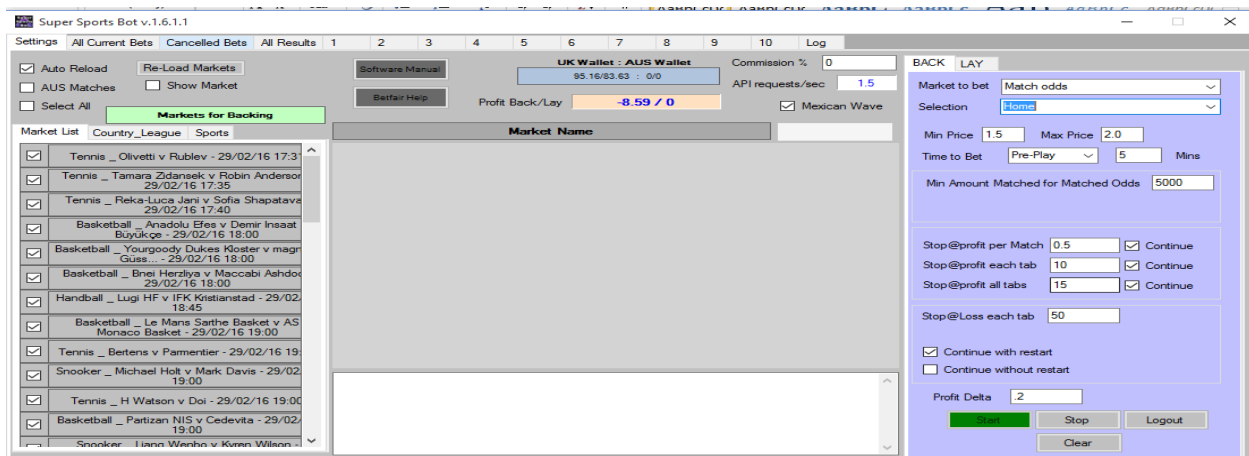 Super Sports Bot v.1.6.1.1
Settings All Current Bets Cancelled Bets All Results 1 2 3 4 5 6 7 8 9 10 Log
Auto Reload Re-Load Markets
AUS Matches Show Market
Select All
Markets for Backing
Software Manual
Betfair Help
UK Wallet : AUS Wallet
95.16/83.63 : 0/0
Profit Back/Lay -8.59 / 0
Commission % 0
API requests/sec 1.5
Mexican Wave
Market List Country_League Sports
Market Name
Tennis _ Olivetti v Rublev - 29/02/16 17:3
Tennis _ Tamara Zidansek v Robin Anderson
29/02/16 17:35
Tennis _ Reka-Luca Jani v Sofia Shapatava
29/02/16 17:40
Basketball _ Anadolu Efes v Demir Insaat
Büyükçe - 29/02/16 18:00
Basketball _ Yourgoody Dukes Kloster v magn
Güss... - 29/02/16 18:00
Basketball _ Bnei Herzliya v Maccabi Ashdod
29/02/16 18:00
Handball _ Lugi HF v IFK Kristianstad - 29/02/
18:45
Basketball _ Le Mans Sarthe Basket v AS
Monaco Basket - 29/02/16 19:00
Tennis _ Bertens v Parmentier - 29/02/16 19:
Snooker _ Michael Holt v Mark Davis - 29/02
19:00
Tennis _ H Watson v Doi - 29/02/16 19:00
Basketball _ Partizan NIS v Cedevita - 29/02/
19:00
Snooker _ Liang Wenbo v Kyren Wilson -
BACK LAY
Market to bet Match odds
Selection Home
Min Price 1.5 Max Price 2.0
Time to Bet Pre-Play 5 Mins
Min Amount Matched for Matched Odds 5000
Stop@profit per Match 0.5 Continue
Stop@profit each tab 10 Continue
Stop@profit all tabs 15 Continue
Stop@Loss each tab 50
Continue with restart
Continue without restart
Profit Delta .2
Start Stop Logout
Clear